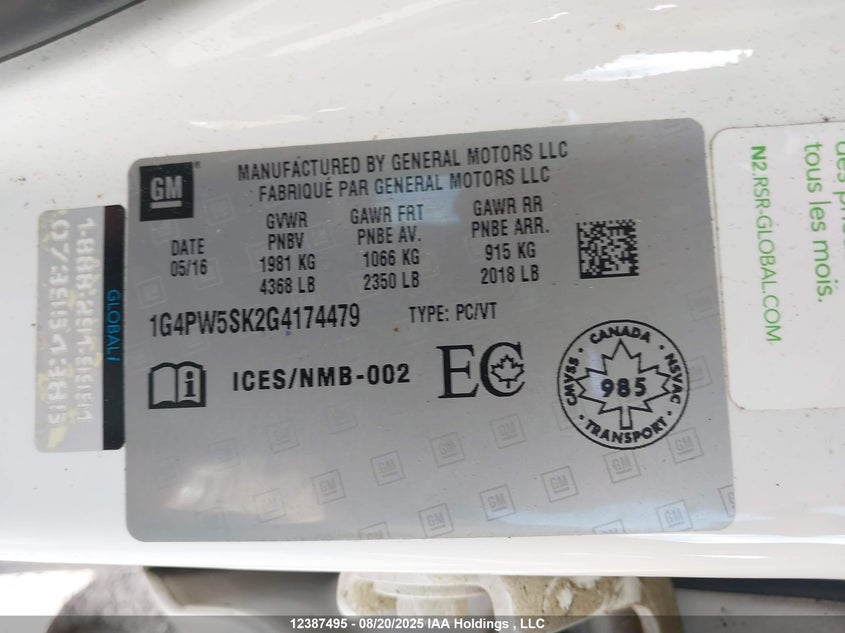 GM
MANUFACTURED BY GENERAL MOTORS LLC
FABRIQUÉ PAR GENERAL MOTORS LLC
DATE
05/16
GVWR
PNBV
1981 KG
4368 LB
GAWR FRT
PNBE AV.
1066 KG
2350 LB
GAWR RR
PNBE ARR.
915 KG
2018 LB
1G4PW5SK2G4174479
TYPE: PC/VT
ICES/NMB-002
EC
CANADA
CMVSS
NSVAC
985
TRANSPORT
GLOBALI
tous les mois.
N2.RSR-GLOBAL.COM
12387495 - 08/20/2025 IAA Holdings , LLC